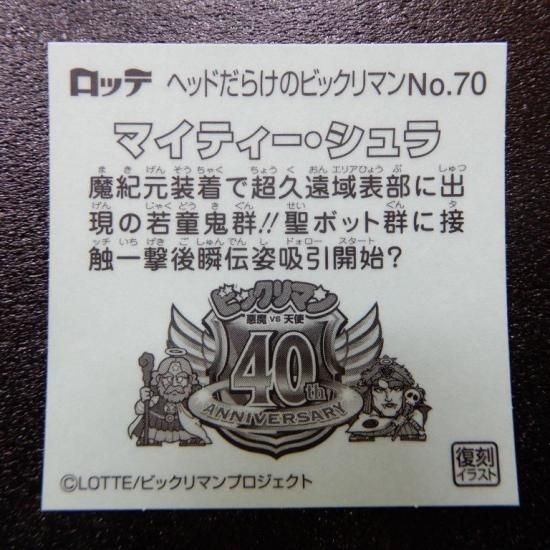 ロッテ ヘッドだらけのビックリマンNo.70
マイティー・シュラ
魔紀元装着で超久遠域表部に出
現の若童鬼群!!聖ボット群に接
触一撃後瞬伝姿吸引開始?
ビックリマン
悪魔 VS 天使
40th
ANNIVERSARY
復刻
イラスト
©LOTTE/ビックリマンプロジェクト